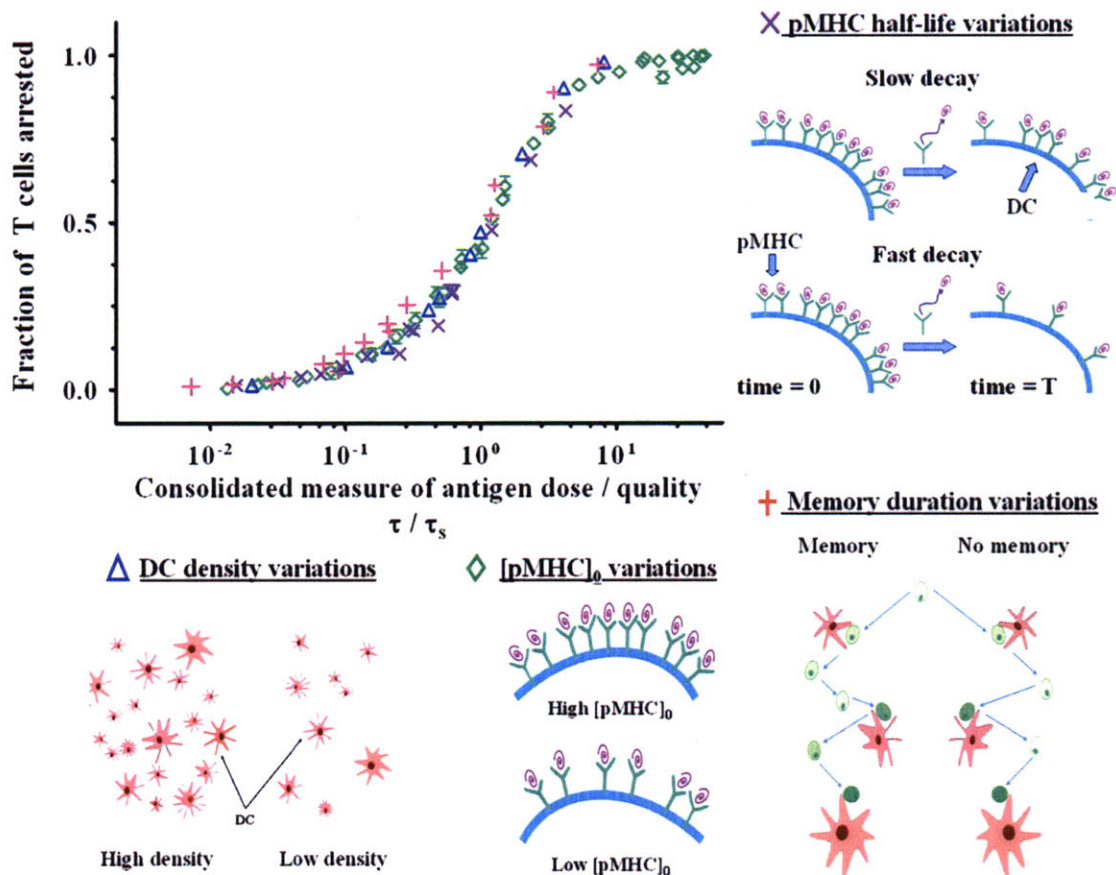 Fraction of T cells arrested
1.0
0.5
0.0
10-2
10-1
100
101
Consolidated measure of antigen dose / quality
τ / τs
× pMHC half-life variations
Slow decay
DC
pMHC
Fast decay
time = 0
time = T
+ Memory duration variations
Memory
No memory
△ DC density variations
DC
High density
Low density
◇ [pMHC]0 variations
High [pMHC]0
Low [pMHC]0